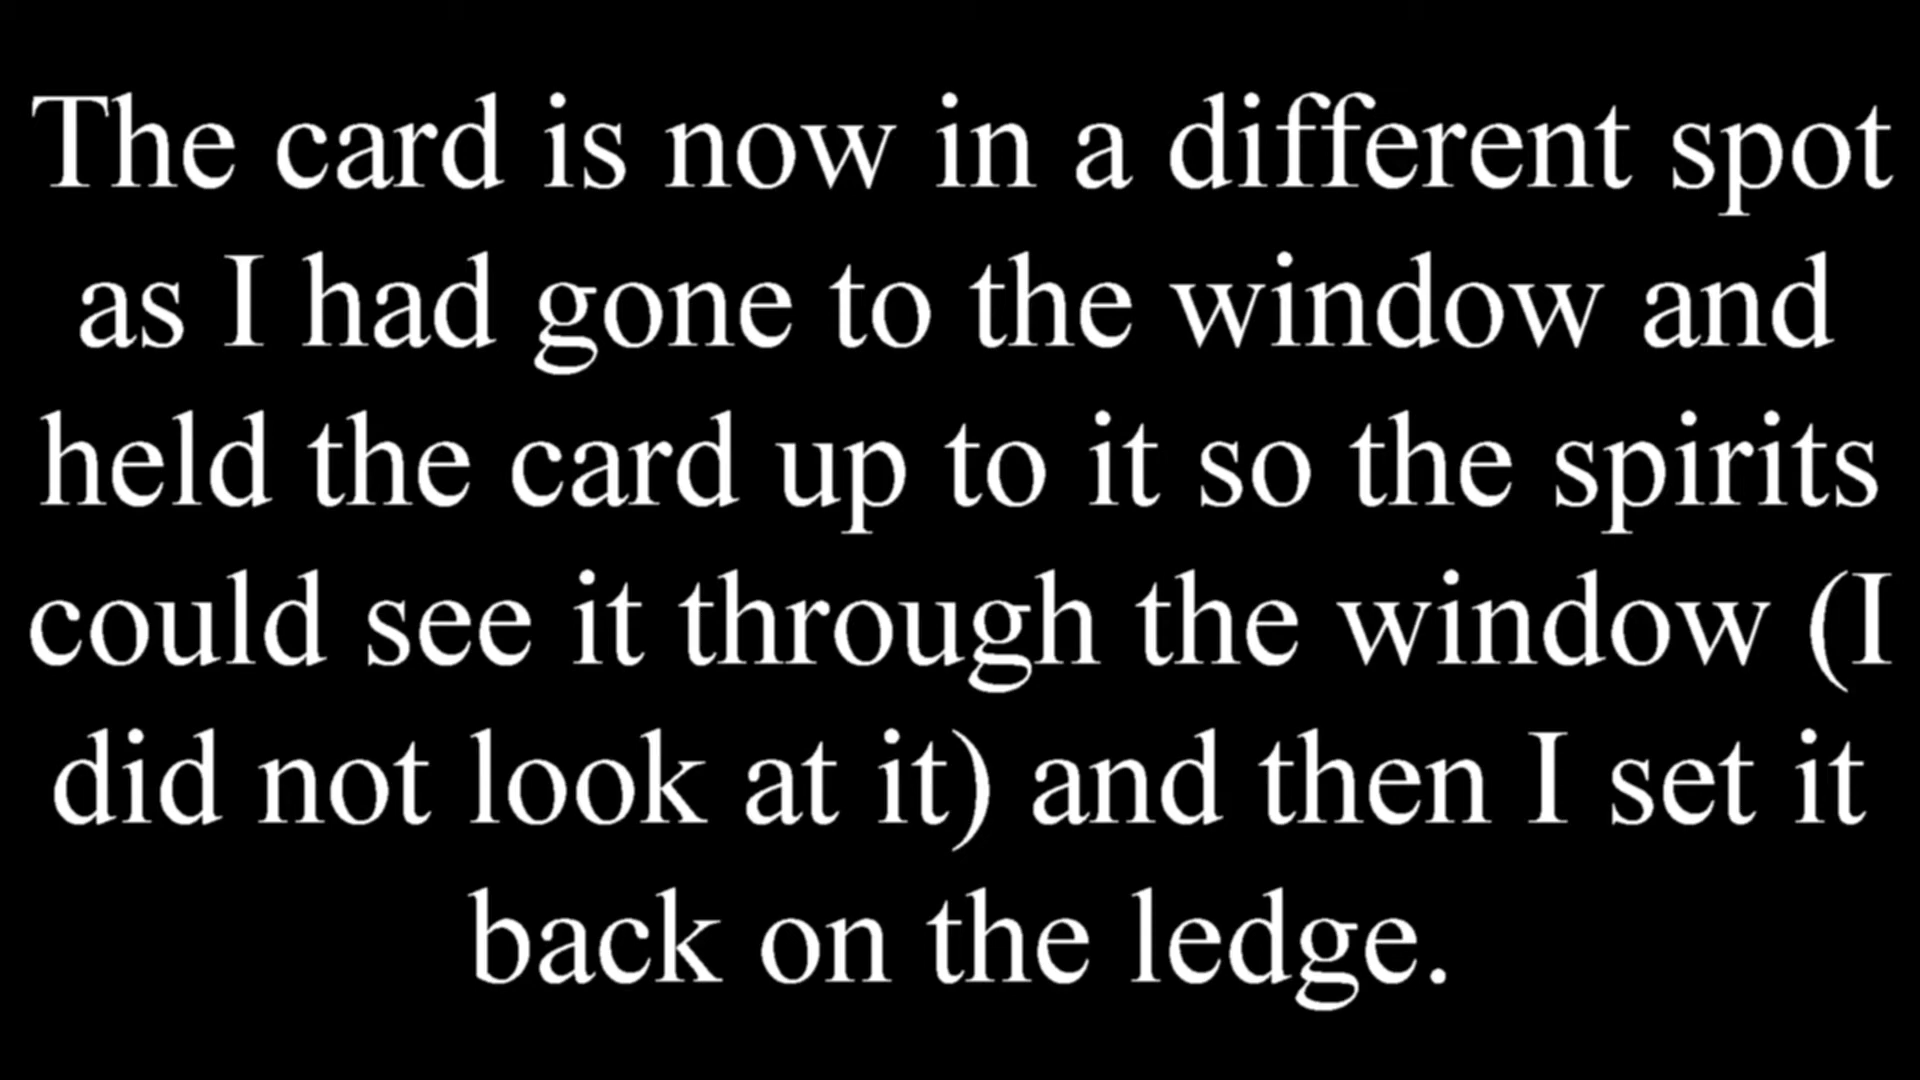 The card is now in a different spot
as I had gone to the window and
held the card up to it so the spirits
could see it through the window (I
did not look at it) and then I set it
back on the ledge.